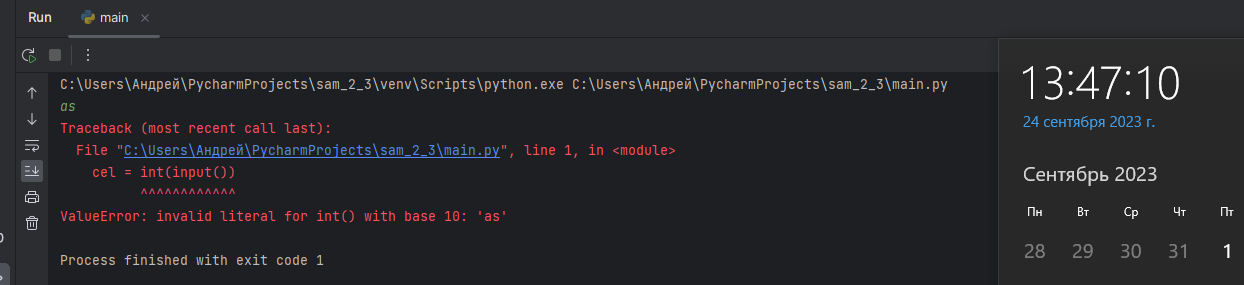 Run
main
C:\Users\Андрей\PycharmProjects\sam_2_3\venv\Scripts\python.exe C:\Users\Андрей\PycharmProjects\sam_2_3\main.py
as
Traceback (most recent call last):
  File "C:\Users\Андрей\PycharmProjects\sam_2_3\main.py", line 1, in <module>
    cel = int(input())
          ^^^^^^^^^^^^
ValueError: invalid literal for int() with base 10: 'as'
Process finished with exit code 1
13:47:10
24 сентября 2023 г.
Сентябрь 2023
Пн Вт Ср Чт Пт
28 29 30 31 1